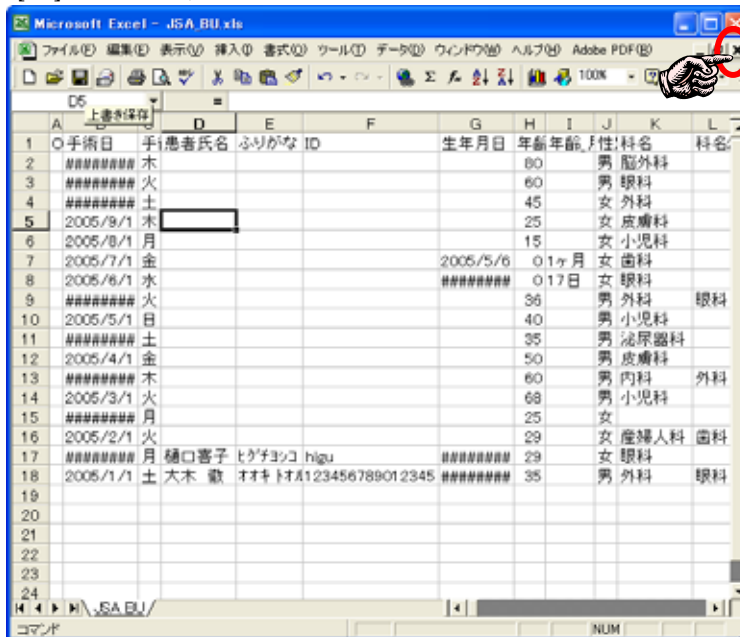 Microsoft Excel - JSA_BU.xls
ファイル(F) 編集(E) 表示(V) 挿入(I) 書式(O) ツール(T) データ(D) ウィンドウ(W) ヘルプ(H) Adobe PDF(B)
100%
D5 =
上書き保存
A D E F G H I J K L
1 手術日 患者氏名 ふりがな ID 生年月日 年齢 年齢_月 性 科名 科名
2 ######## 木 80 男 脳外科
3 ######## 火 60 男 眼科
4 ######## 土 45 女 外科
5 2005/9/1 木 25 女 皮膚科
6 2005/8/1 月 15 女 小児科
7 2005/7/1 金 2005/5/6 0 1ヶ月 女 歯科
8 2005/6/1 水 ######## 0 17日 女 眼科
9 ######## 火 36 男 外科 眼科
10 2005/5/1 日 40 男 小児科
11 ######## 土 35 男 泌尿器科
12 2005/4/1 金 50 男 皮膚科
13 ######## 木 60 男 内科 外科
14 2005/3/1 火 68 男 小児科
15 ######## 月 25 女
16 2005/2/1 火 29 女 産婦人科 歯科
17 ######## 月 樋口喜子 ヒグチヨシコ higu ######## 29 女 眼科
18 2005/1/1 土 大木 徹 オオキ トオル 123456789012345 ######## 35 男 外科 眼科
19
20
21
22
23
24
JSA_BU
コマンド NUM